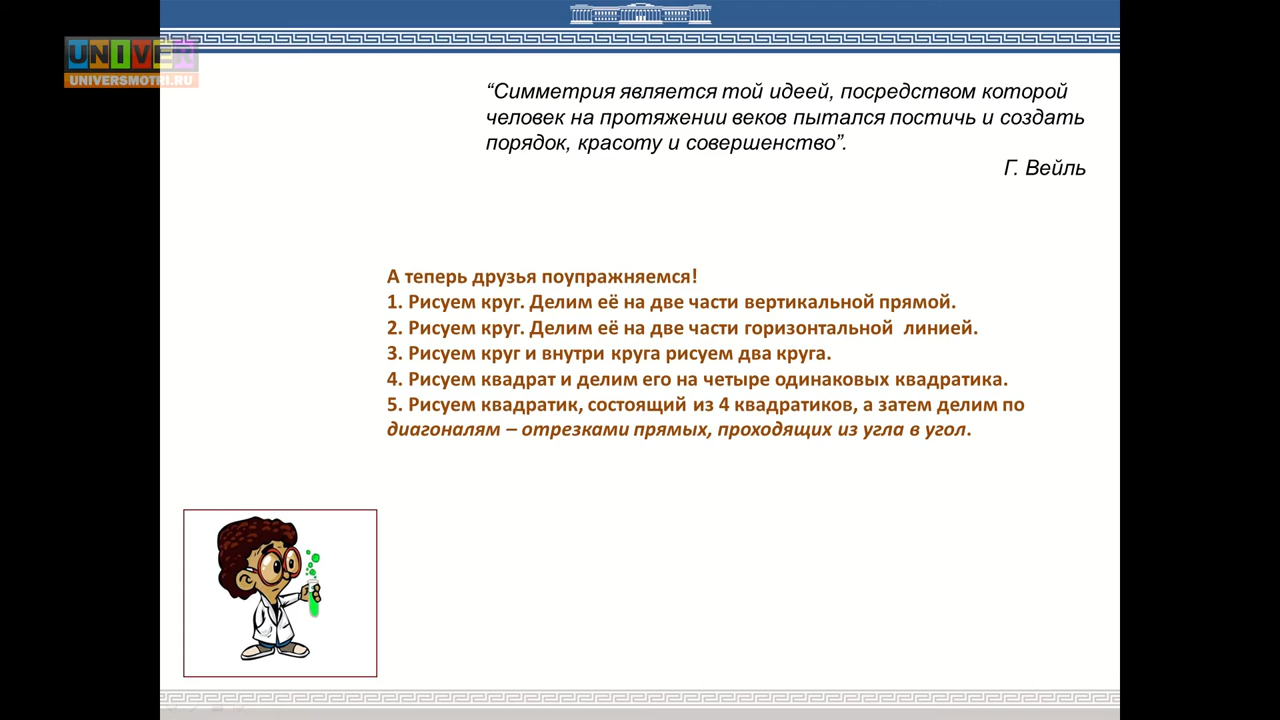 UNIVER
UNIVERSMOTRI.RU
“Симметрия является той идеей, посредством которой
человек на протяжении веков пытался постичь и создать
порядок, красоту и совершенство”.
Г. Вейль
А теперь друзья поупражняемся!
1. Рисуем круг. Делим её на две части вертикальной прямой.
2. Рисуем круг. Делим её на две части горизонтальной линией.
3. Рисуем круг и внутри круга рисуем два круга.
4. Рисуем квадрат и делим его на четыре одинаковых квадратика.
5. Рисуем квадратик, состоящий из 4 квадратиков, а затем делим по
диагоналям – отрезками прямых, проходящих из угла в угол.